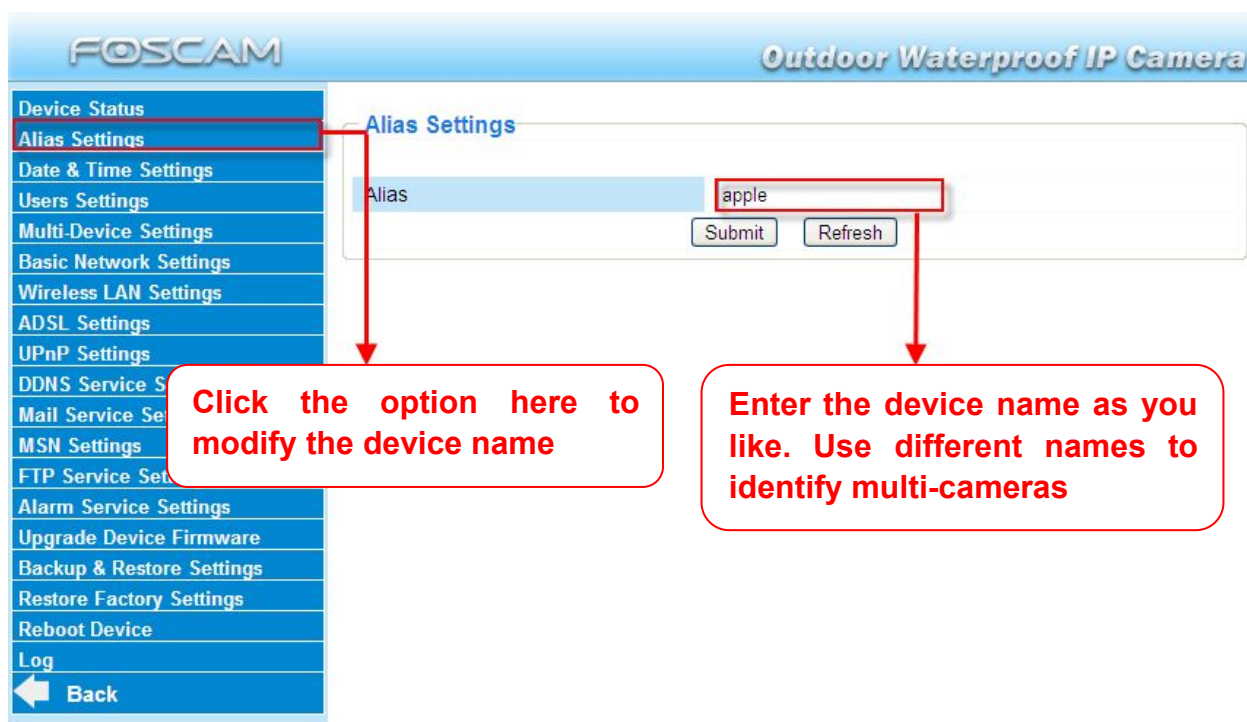 FOSCAM
Outdoor Waterproof IP Camera
Device Status
Alias Settings
Date & Time Settings
Users Settings
Multi-Device Settings
Basic Network Settings
Wireless LAN Settings
ADSL Settings
UPnP Settings
DDNS Service S
Mail Service Se
MSN Settings
FTP Service Set
Alarm Service Settings
Upgrade Device Firmware
Backup & Restore Settings
Restore Factory Settings
Reboot Device
Log
Back
Alias Settings
Alias
apple
Submit
Refresh
Click the option here to
modify the device name
Enter the device name as you
like. Use different names to
identify multi-cameras